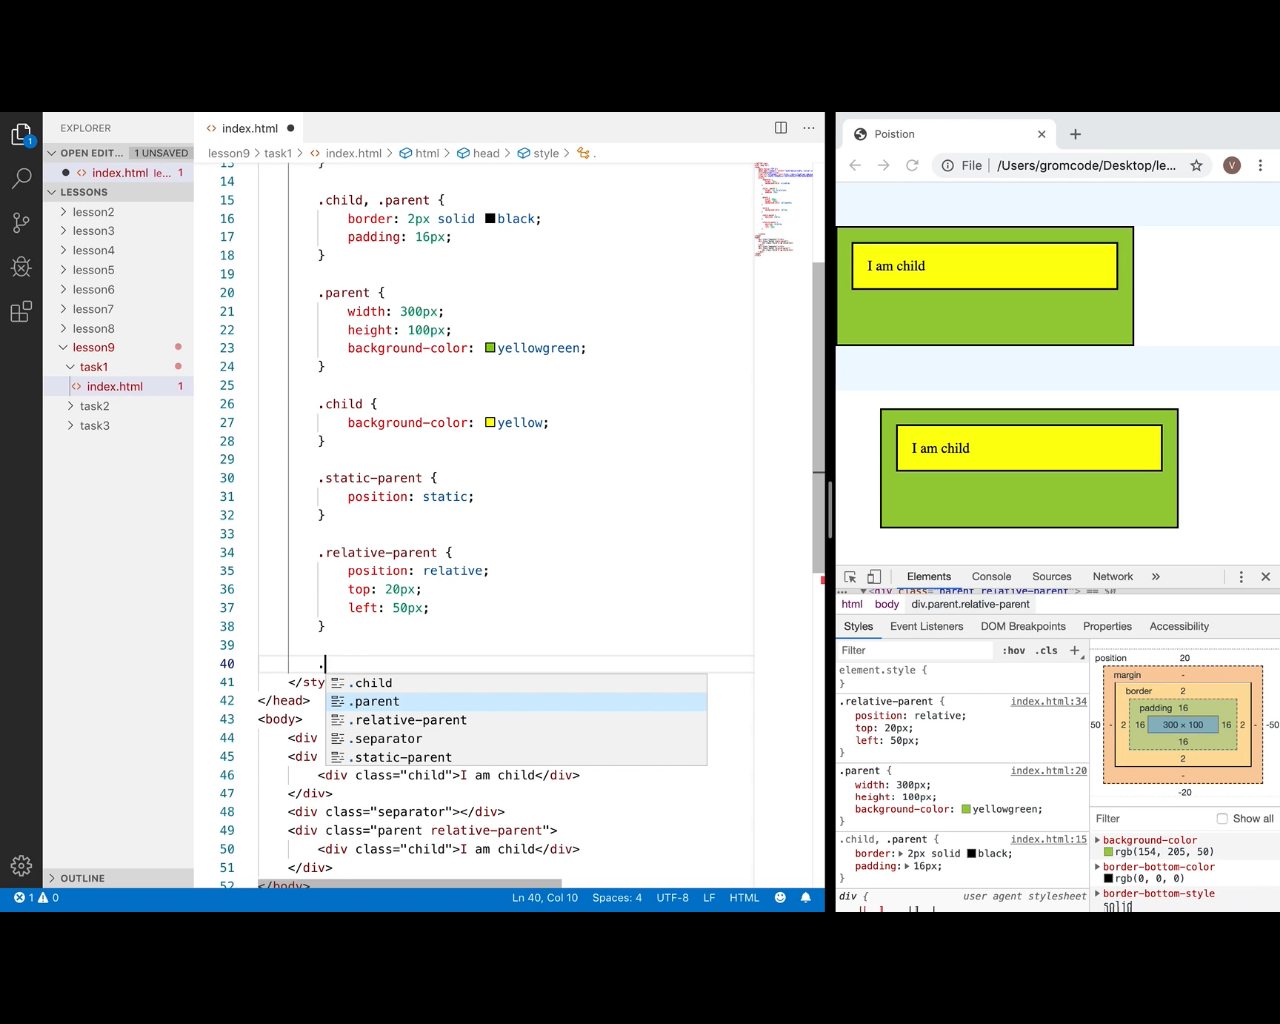 EXPLORER
OPEN EDIT... 1 UNSAVED
index.html le... 1
LESSONS
lesson2
lesson3
lesson4
lesson5
lesson6
lesson7
lesson8
lesson9
task1
index.html 1
task2
task3
OUTLINE
1
index.html
lesson9 > task1 > index.html > html > head > style > .
13 }
14
15 .child, .parent {
16 border: 2px solid black;
17 padding: 16px;
18 }
19
20 .parent {
21 width: 300px;
22 height: 100px;
23 background-color: yellowgreen;
24 }
25
26 .child {
27 background-color: yellow;
28 }
29
30 .static-parent {
31 position: static;
32 }
33
34 .relative-parent {
35 position: relative;
36 top: 20px;
37 left: 50px;
38 }
39
40 .
41 </sty
.child
42 </head>
.parent
43 <body>
.relative-parent
44 <div
.separator
45 <div
.static-parent
46 <div class="child">I am child</div>
47 </div>
48 <div class="separator"></div>
49 <div class="parent relative-parent">
50 <div class="child">I am child</div>
51 </div>
52 </body>
1 0
Ln 40, Col 10 Spaces: 4 UTF-8 LF HTML
Poistion
File | /Users/gromcode/Desktop/le... V
I am child
I am child
Elements Console Sources Network »
... <div class="parent relative-parent"> == $0
html body div.parent.relative-parent
Styles Event Listeners DOM Breakpoints Properties Accessibility
Filter :hov .cls +
element.style {
}
.relative-parent { index.html:34
position: relative;
top: 20px;
left: 50px;
}
.parent { index.html:20
width: 300px;
height: 100px;
background-color: yellowgreen;
}
.child, .parent { index.html:15
border: 2px solid black;
padding: 16px;
}
div { user agent stylesheet
position 20
margin -
border 2
padding 16
50 - 2 16 300 × 100 16 2 - -50
16
2
-
-20
Filter Show all
background-color
rgb(154, 205, 50)
border-bottom-color
rgb(0, 0, 0)
border-bottom-style
solid